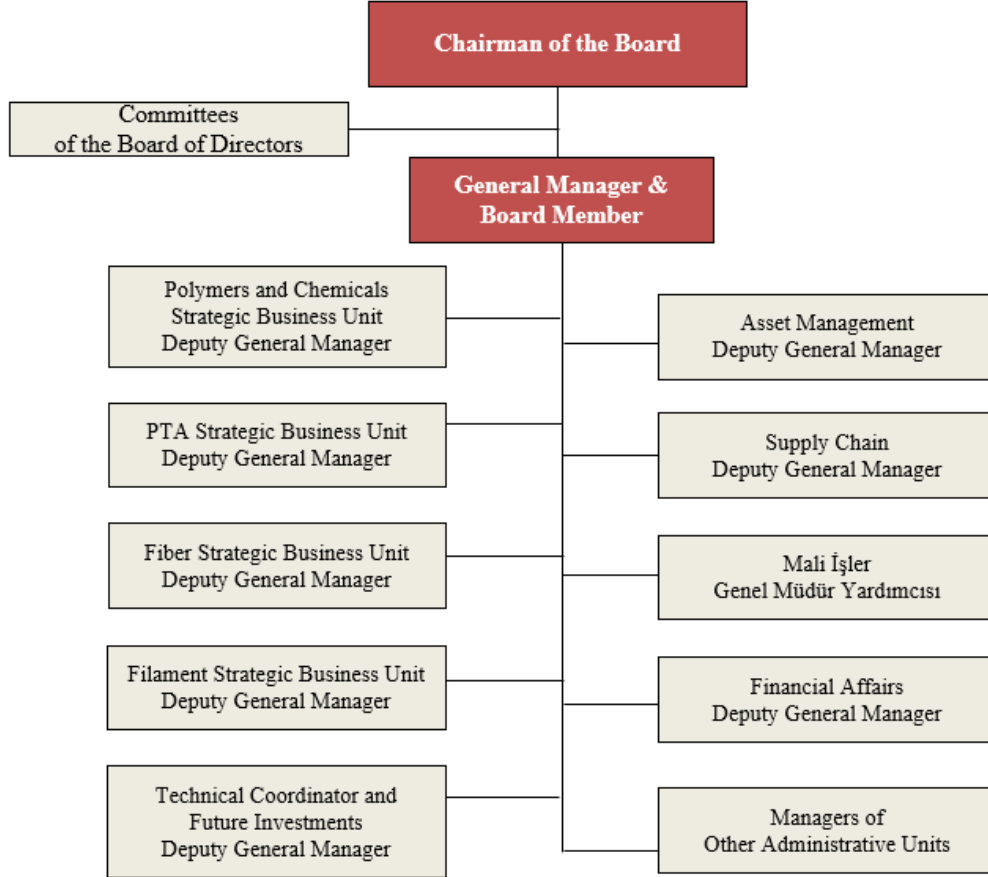 Chairman of the Board
Committees
of the Board of Directors
General Manager &
Board Member
Polymers and Chemicals
Strategic Business Unit
Deputy General Manager
Asset Management
Deputy General Manager
PTA Strategic Business Unit
Deputy General Manager
Supply Chain
Deputy General Manager
Fiber Strategic Business Unit
Deputy General Manager
Mali İşler
Genel Müdür Yardımcısı
Filament Strategic Business Unit
Deputy General Manager
Financial Affairs
Deputy General Manager
Technical Coordinator and
Future Investments
Deputy General Manager
Managers of
Other Administrative Units